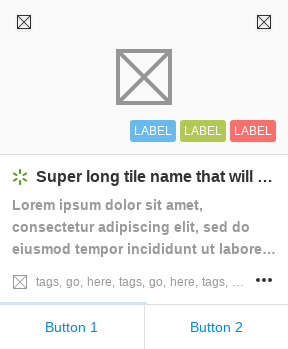 LABEL LABEL LABEL
Super long tile name that will ...
Lorem ipsum dolor sit amet,
consectetur adipiscing elit, sed do
eiusmod tempor incididunt ut labore...
tags, go, here, tags, go, here, tags, ...
Button 1 Button 2